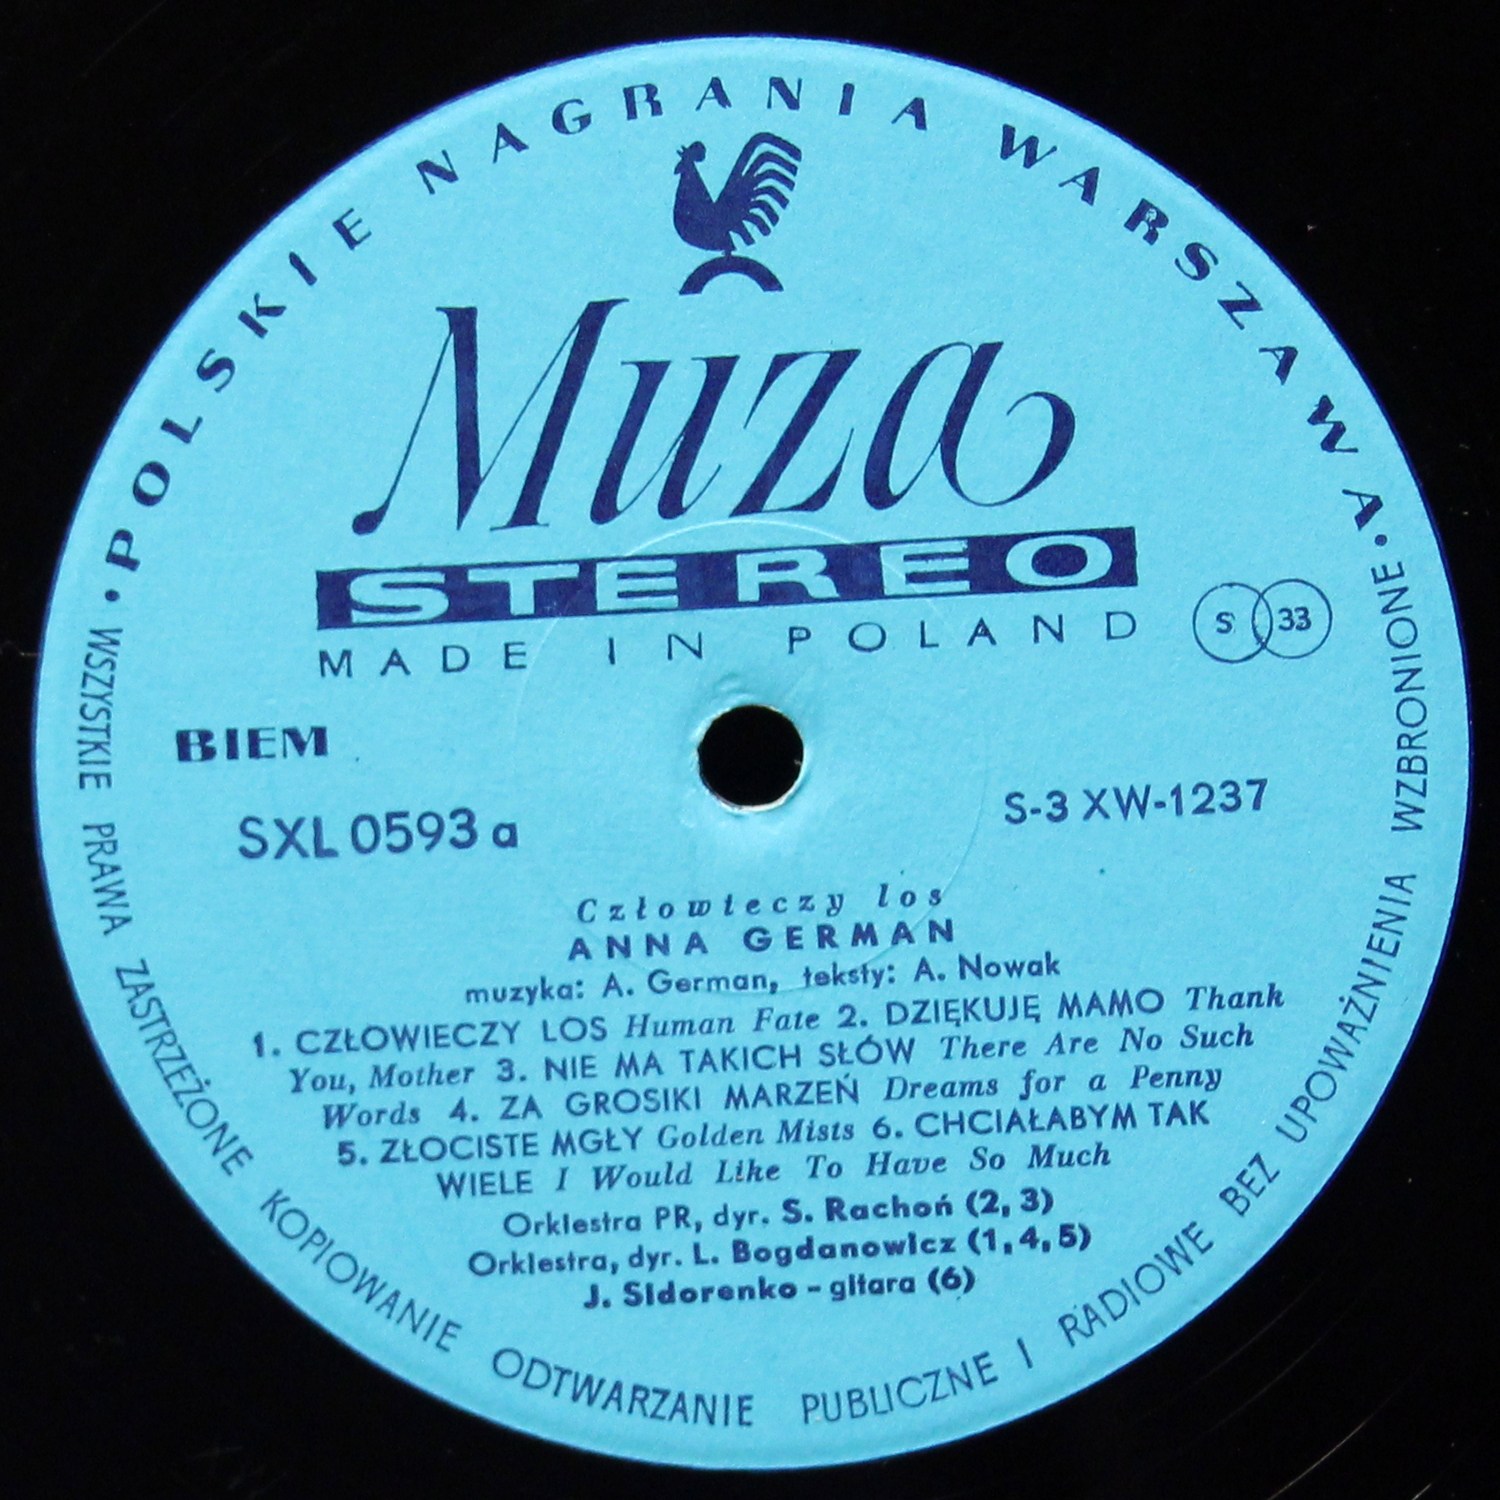 • POLSKIE NAGRANIA WARSZAWA •
Muza
STEREO
MADE IN POLAND
S 33
BIEM
SXL 0593 a
S-3 XW-1237
Człowieczy los
ANNA GERMAN
muzyka: A. German, teksty: A. Nowak
1. CZŁOWIECZY LOS Human Fate 2. DZIĘKUJĘ MAMO Thank
You, Mother 3. NIE MA TAKICH SŁÓW There Are No Such
Words 4. ZA GROSIKI MARZEŃ Dreams for a Penny
5. ZŁOCISTE MGŁY Golden Mists 6. CHCIAŁABYM TAK
WIELE I Would Like To Have So Much
Orkiestra PR, dyr. S. Rachoń (2, 3)
Orkiestra, dyr. L. Bogdanowicz (1, 4, 5)
J. Sidorenko - gitara (6)
WSZYSTKIE PRAWA ZASTRZEŻONE KOPIOWANIE ODTWARZANIE PUBLICZNE I RADIOWE BEZ UPOWAŻNIENIA WZBRONIONE